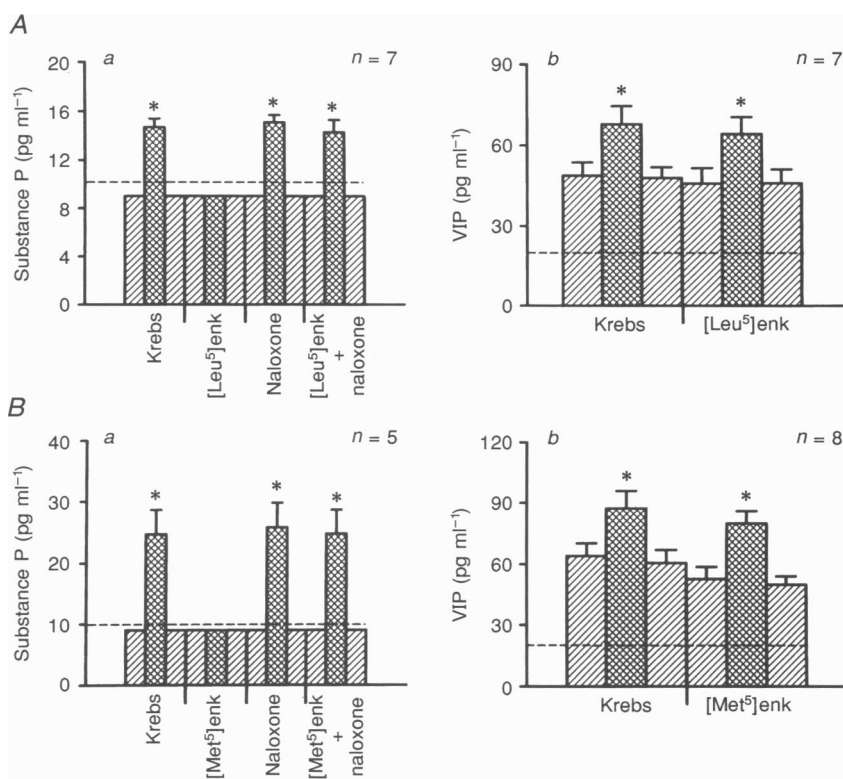 A
a
n = 7
Substance P (pg ml⁻¹)
20
16
12
8
4
0
*
*
*
Krebs
[Leu⁵]enk
Naloxone
[Leu⁵]enk
+
naloxone
b
n = 7
VIP (pg ml⁻¹)
90
60
30
0
*
*
Krebs
[Leu⁵]enk
B
a
n = 5
Substance P (pg ml⁻¹)
40
30
20
10
0
*
*
*
Krebs
[Met⁵]enk
Naloxone
[Met⁵]enk
+
naloxone
b
n = 8
VIP (pg ml⁻¹)
120
90
60
30
0
*
*
Krebs
[Met⁵]enk